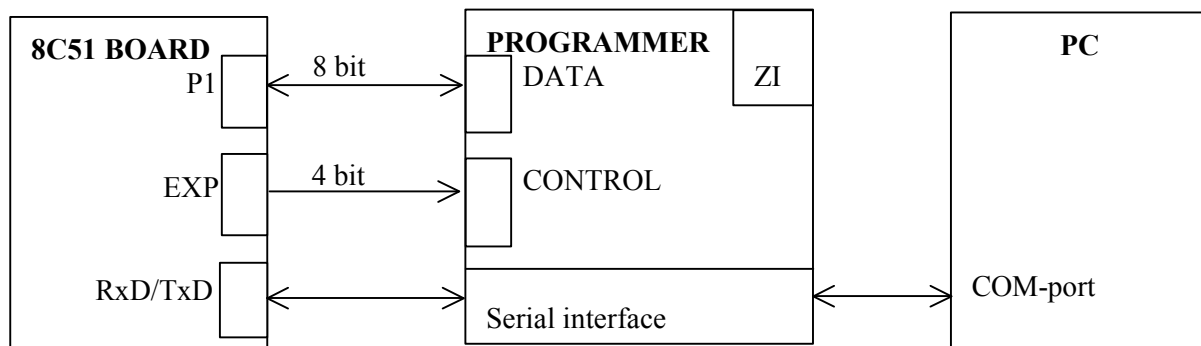 8C51 BOARD
P1
EXP
RxD/TxD
8 bit
4 bit
PROGRAMMER
DATA
ZI
CONTROL
Serial interface
PC
COM-port